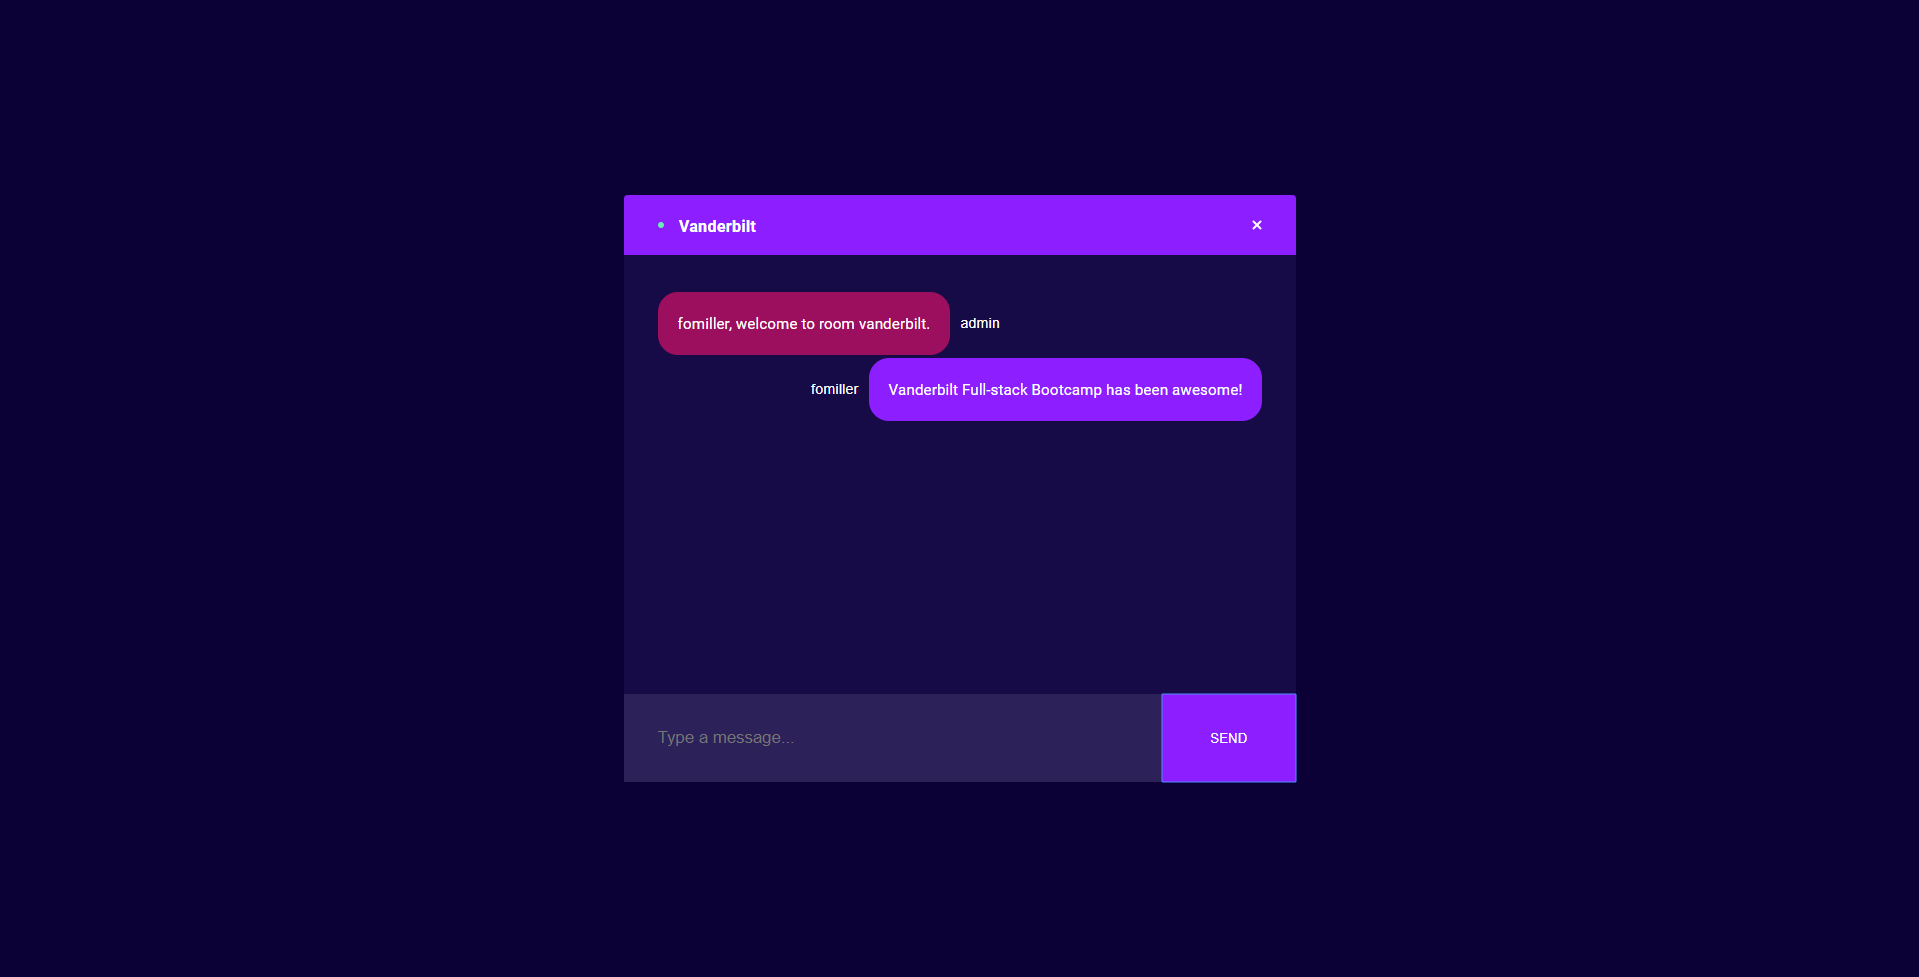 Vanderbilt
fomiller, welcome to room vanderbilt. admin
fomiller Vanderbilt Full-stack Bootcamp has been awesome!
Type a message... SEND